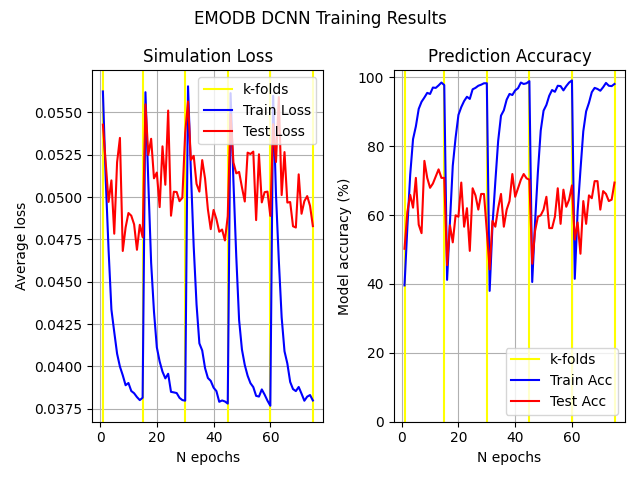 EMODB DCNN Training Results
Simulation Loss
Prediction Accuracy
0.0550
0.0525
0.0500
0.0475
0.0450
0.0425
0.0400
0.0375
Average loss
k-folds
Train Loss
Test Loss
0
20
40
60
N epochs
100
80
60
40
20
0
Model accuracy (%)
k-folds
Train Acc
Test Acc
0
20
40
60
N epochs